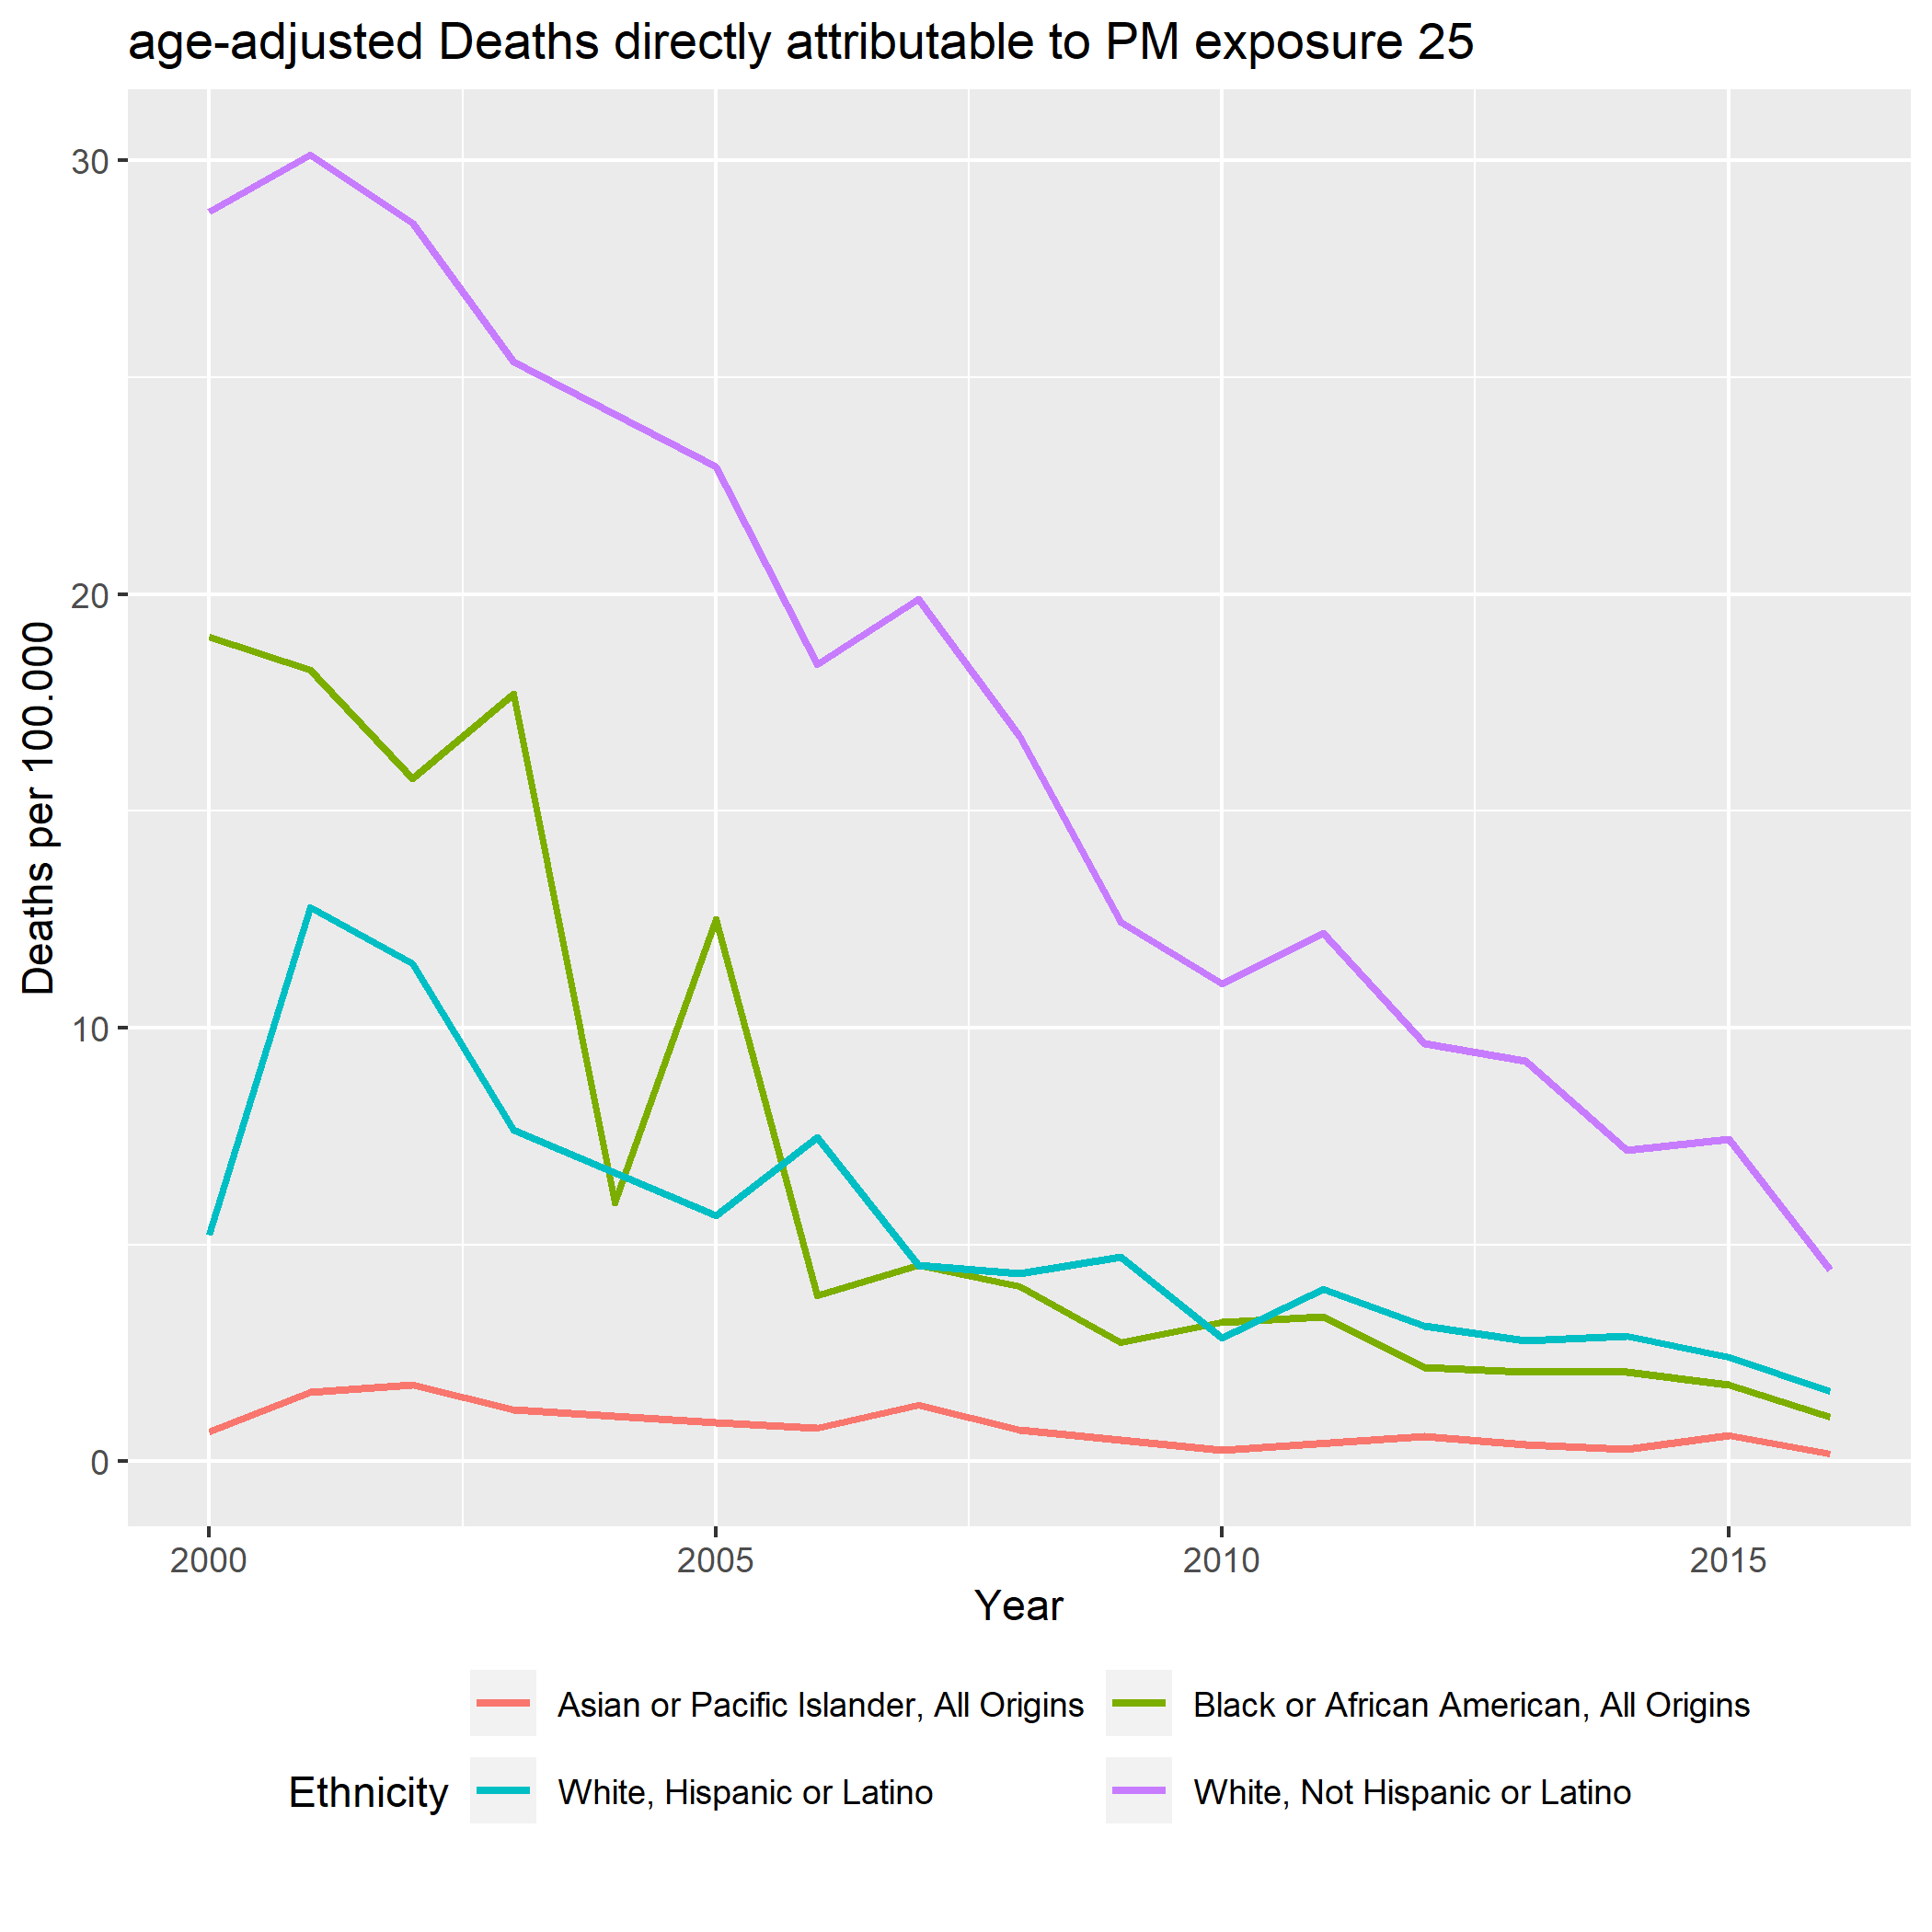 age-adjusted Deaths directly attributable to PM exposure 25
Deaths per 100.000
30
20
10
0
2000 2005 2010 2015
Year
Ethnicity
Asian or Pacific Islander, All Origins
Black or African American, All Origins
White, Hispanic or Latino
White, Not Hispanic or Latino